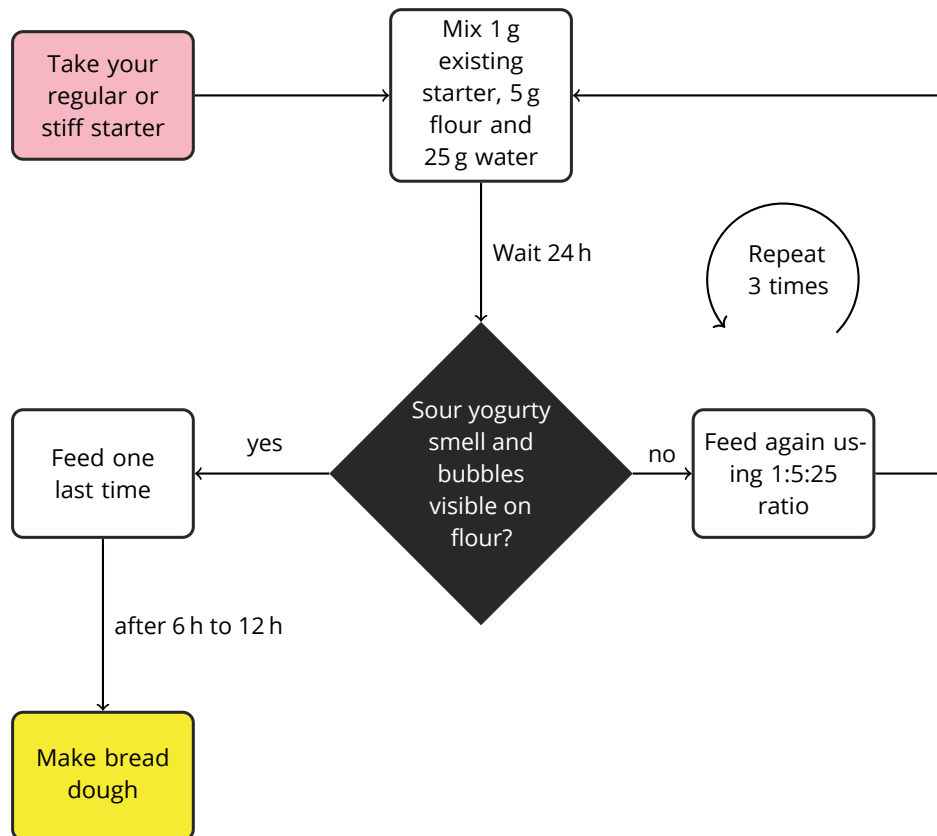 Take your
regular or
stiff starter
Mix 1 g
existing
starter, 5 g
flour and
25 g water
Wait 24 h
Repeat
3 times
Sour yogurty
smell and
bubbles
visible on
flour?
yes
no
Feed one
last time
Feed again us-
ing 1:5:25
ratio
after 6 h to 12 h
Make bread
dough